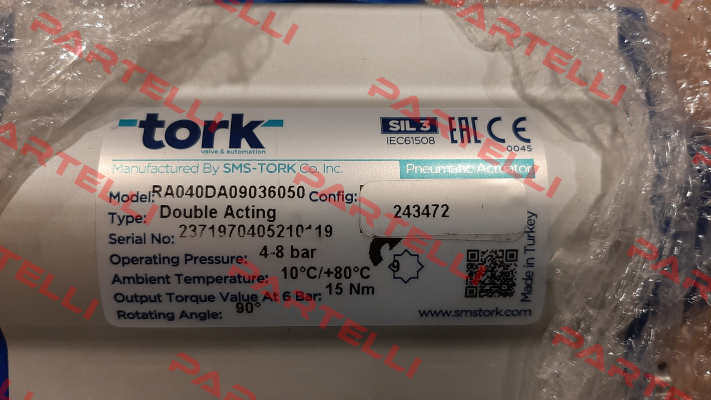 tork
valve & automation
SIL 3
IEC61508
EAC CE
0045
Manufactured By SMS-TORK Co. Inc.
Pneumatic Actuator
Model: RA040DA09036050 Config:
243472
Type: Double Acting
Serial No: 2371970405210119
Operating Pressure: 4-8 bar
Ambient Temperature: 10°C/+80°C
Output Torque Value At 6 Bar: 15 Nm
Rotating Angle: 90°
9
Made in Turkey
www.smstork.com
PARTELLI
PARTELLI
PARTELLI
PARTELLI
PARTELLI
PARTELLI
PARTELLI